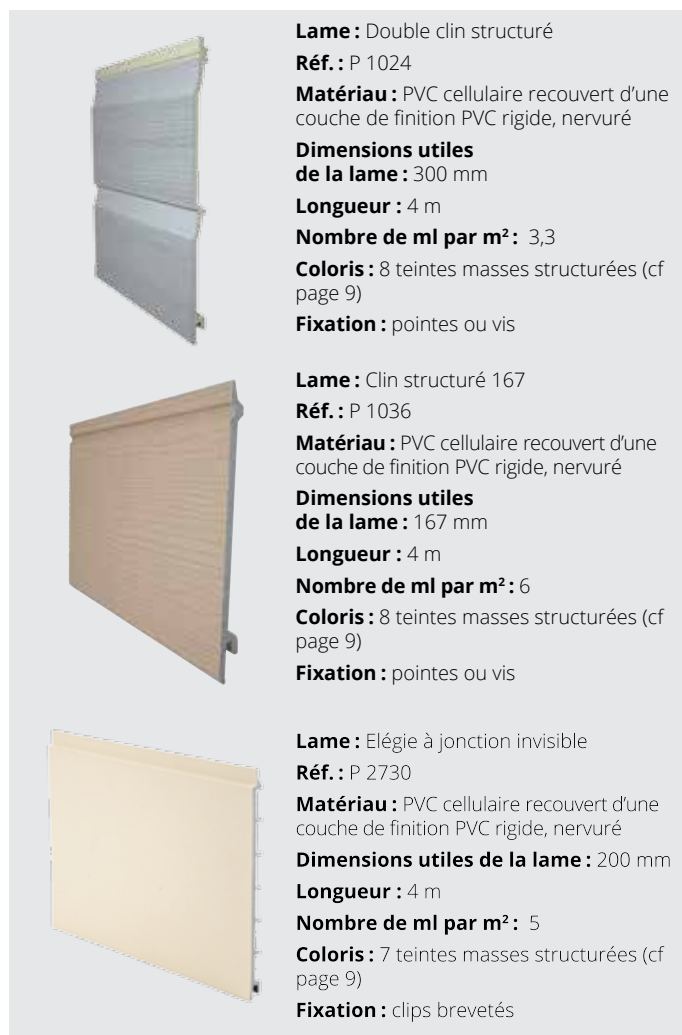 Lame : Double clin structuré
Réf. : P 1024
Matériau : PVC cellulaire recouvert d’une
couche de finition PVC rigide, nervuré
Dimensions utiles
de la lame : 300 mm
Longueur : 4 m
Nombre de ml par m² : 3,3
Coloris : 8 teintes masses structurées (cf
page 9)
Fixation : pointes ou vis
Lame : Clin structuré 167
Réf. : P 1036
Matériau : PVC cellulaire recouvert d’une
couche de finition PVC rigide, nervuré
Dimensions utiles
de la lame : 167 mm
Longueur : 4 m
Nombre de ml par m² : 6
Coloris : 8 teintes masses structurées (cf
page 9)
Fixation : pointes ou vis
Lame : Elégie à jonction invisible
Réf. : P 2730
Matériau : PVC cellulaire recouvert d’une
couche de finition PVC rigide, nervuré
Dimensions utiles de la lame : 200 mm
Longueur : 4 m
Nombre de ml par m² : 5
Coloris : 7 teintes masses structurées (cf
page 9)
Fixation : clips brevetés